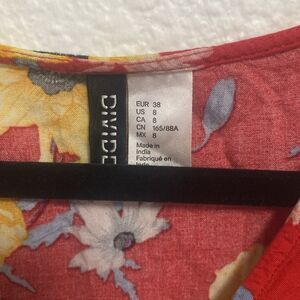 DIVIDE
EUR 38
US 8
CA 8
CN 165/88A
MX 8
Made in
India
Fabriqué en